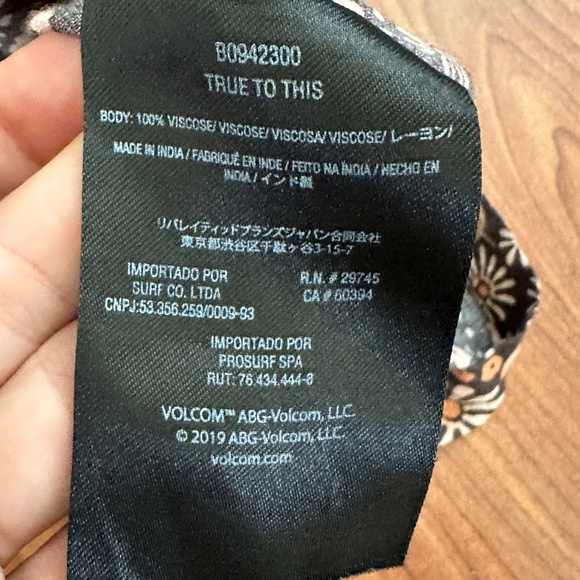 B0942300
TRUE TO THIS
BODY: 100% VISCOSE/ VISCOSE/ VISCOSA/ VISCOSE/ レーヨン/
MADE IN INDIA / FABRIQUÉ EN INDE / FEITO NA ÍNDIA / HECHO EN
INDIA / インド製
リバレイティッドブランズジャパン合同会社
東京都渋谷区千駄ヶ谷3-15-7
IMPORTADO POR
SURF CO. LTDA
CNPJ:53.356.259/0009-93
R.N. # 29745
CA# 60394
IMPORTADO POR
PROSURF SPA
RUT: 76.434.444-8
VOLCOM™ ABG-Volcom, LLC.
© 2019 ABG-Volcom, LLC.
volcom.com